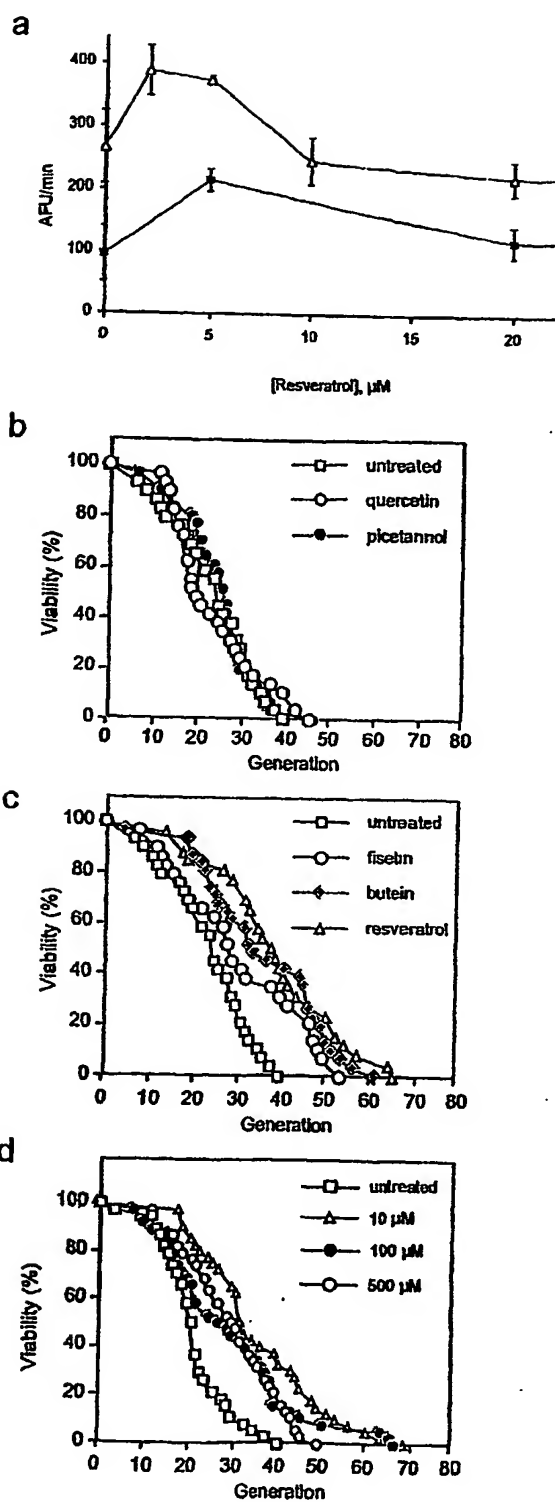 a
400
300
200
100
0
AFU/min
0 5 10 15 20
[Resveratrol], µM
b
100
80
60
40
20
0
Viability (%)
untreated
quercetin
picetannol
0 10 20 30 40 50 60 70 80
Generation
c
100
80
60
40
20
0
Viability (%)
untreated
fisetin
butein
resveratrol
0 10 20 30 40 50 60 70 80
Generation
d
100
80
60
40
20
0
Viability (%)
untreated
10 µM
100 µM
500 µM
0 10 20 30 40 50 60 70 80
Generation